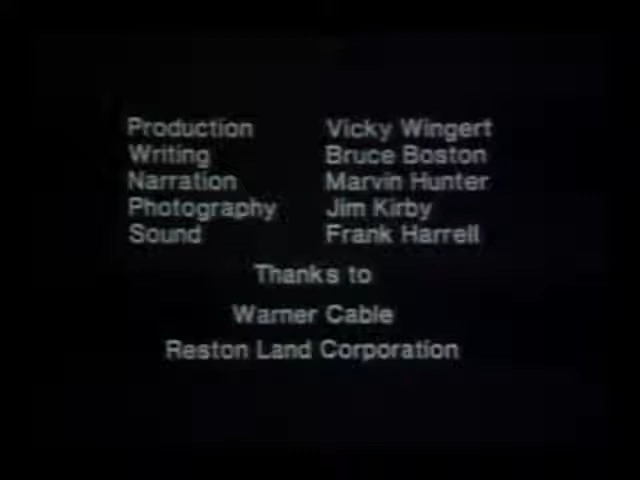 Production Vicky Wingert
Writing Bruce Boston
Narration Marvin Hunter
Photography Jim Kirby
Sound Frank Harrell
Thanks to
Warner Cable
Reston Land Corporation